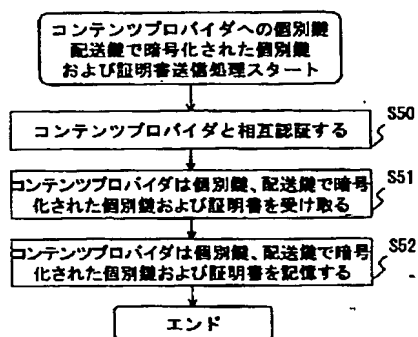 コンテンツプロバイダへの個別鍵
配送鍵で暗号化された個別鍵
および証明書送信処理スタート
S50
コンテンツプロバイダと相互認証する
S51
コンテンツプロバイダは個別鍵、配送鍵で暗号
化された個別鍵および証明書を受け取る
S52
コンテンツプロバイダは個別鍵、配送鍵で暗号
化された個別鍵および証明書を記憶する
エンド